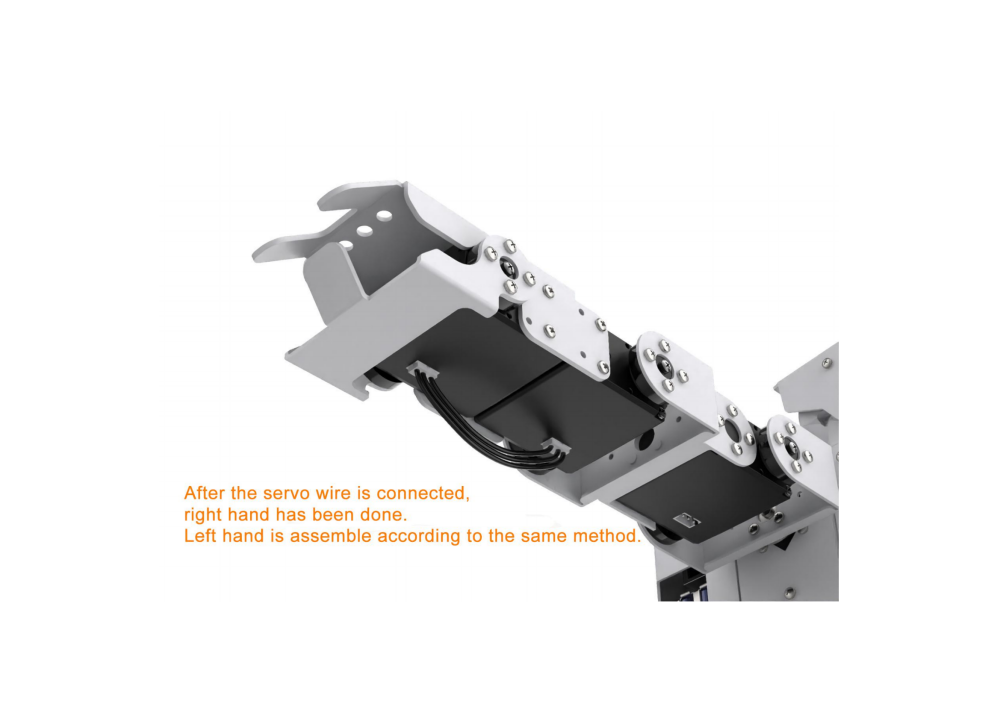 After the servo wire is connected,
right hand has been done.
Left hand is assemble according to the same method.